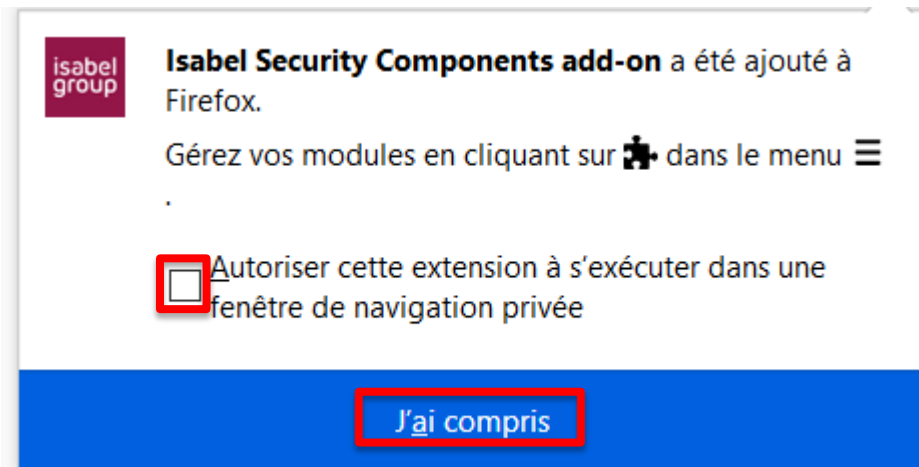 isabel
group
Isabel Security Components add-on a été ajouté à
Firefox.
Gérez vos modules en cliquant sur dans le menu
.
Autoriser cette extension à s’exécuter dans une
fenêtre de navigation privée
J’ai compris